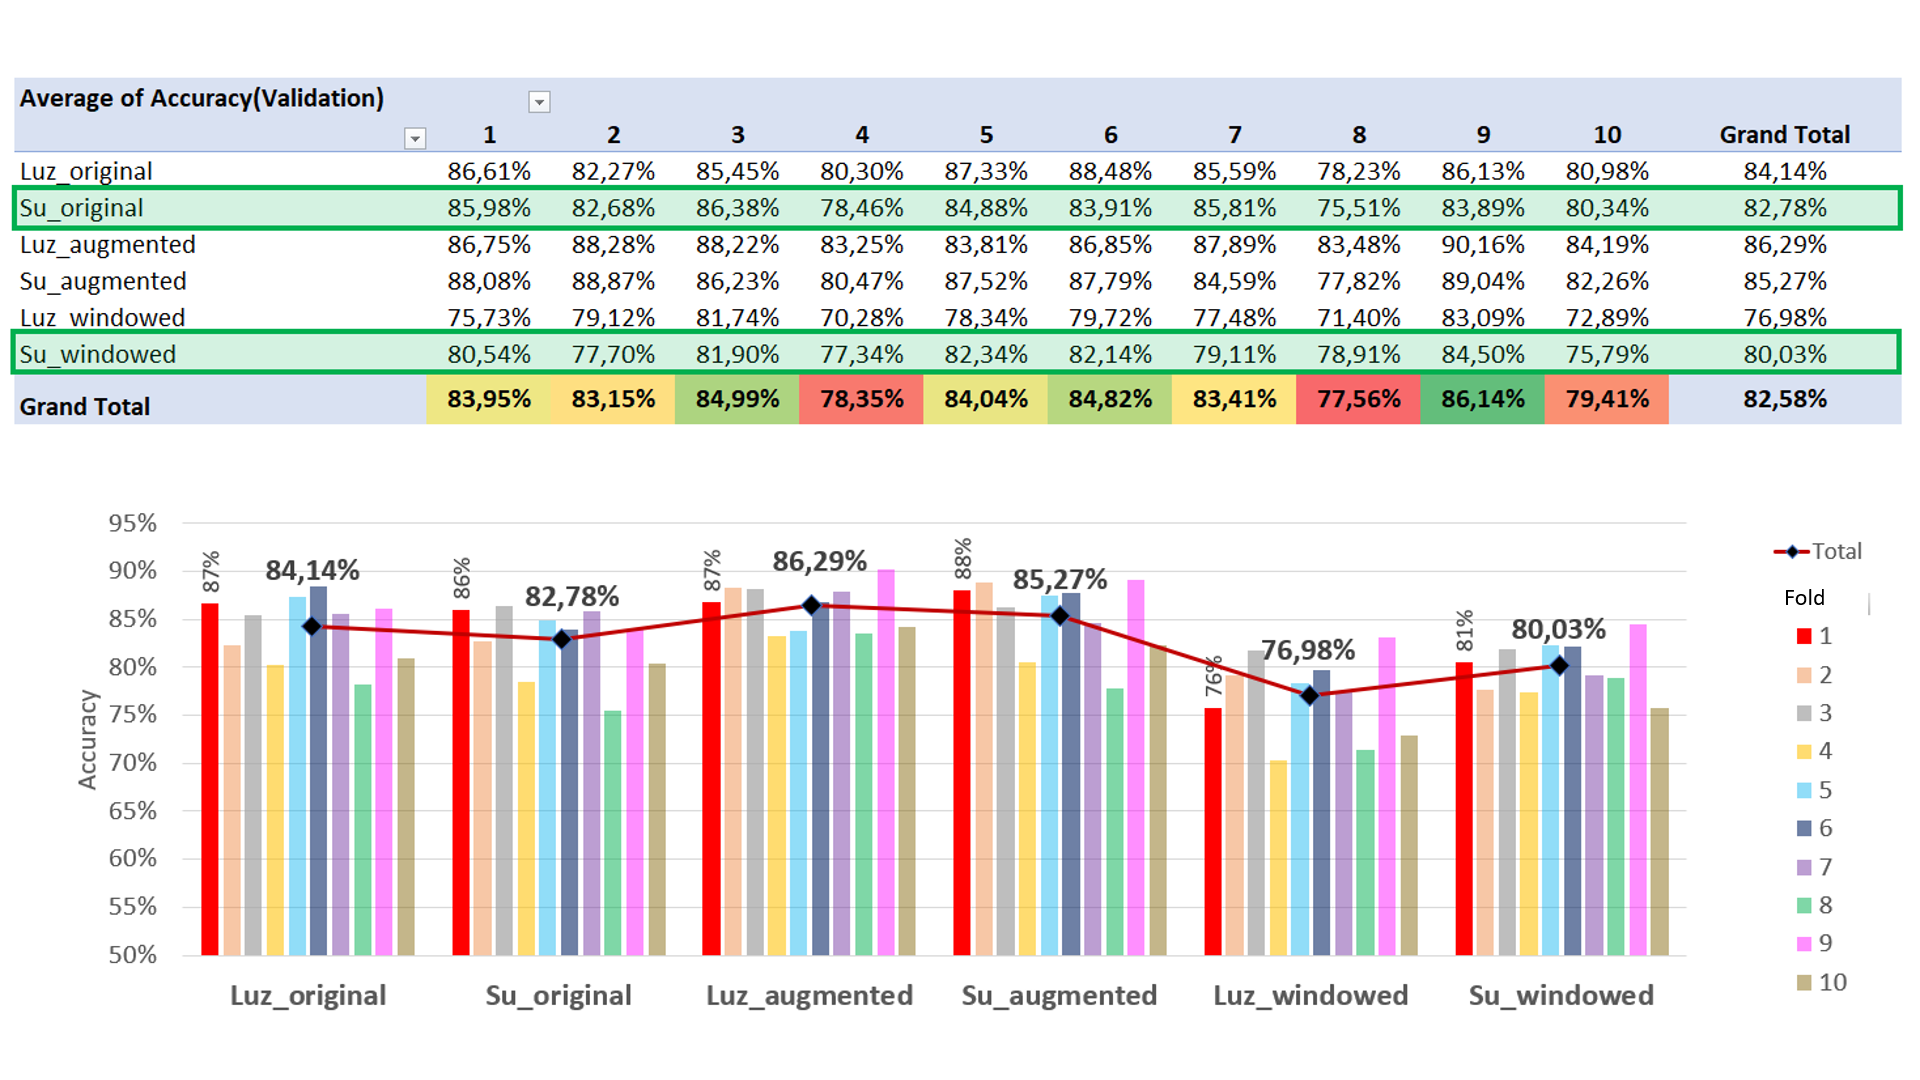 Average of Accuracy(Validation)
1 2 3 4 5 6 7 8 9 10 Grand Total
Luz_original 86,61% 82,27% 85,45% 80,30% 87,33% 88,48% 85,59% 78,23% 86,13% 80,98% 84,14%
Su_original 85,98% 82,68% 86,38% 78,46% 84,88% 83,91% 85,81% 75,51% 83,89% 80,34% 82,78%
Luz_augmented 86,75% 88,28% 88,22% 83,25% 83,81% 86,85% 87,89% 83,48% 90,16% 84,19% 86,29%
Su_augmented 88,08% 88,87% 86,23% 80,47% 87,52% 87,79% 84,59% 77,82% 89,04% 82,26% 85,27%
Luz_windowed 75,73% 79,12% 81,74% 70,28% 78,34% 79,72% 77,48% 71,40% 83,09% 72,89% 76,98%
Su_windowed 80,54% 77,70% 81,90% 77,34% 82,34% 82,14% 79,11% 78,91% 84,50% 75,79% 80,03%
Grand Total 83,95% 83,15% 84,99% 78,35% 84,04% 84,82% 83,41% 77,56% 86,14% 79,41% 82,58%
Accuracy
95%
90%
85%
80%
75%
70%
65%
60%
55%
50%
87% 84,14%
86% 82,78%
87% 86,29%
88% 85,27%
76% 76,98%
81% 80,03%
Luz_original Su_original Luz_augmented Su_augmented Luz_windowed Su_windowed
Total
Fold
1
2
3
4
5
6
7
8
9
10